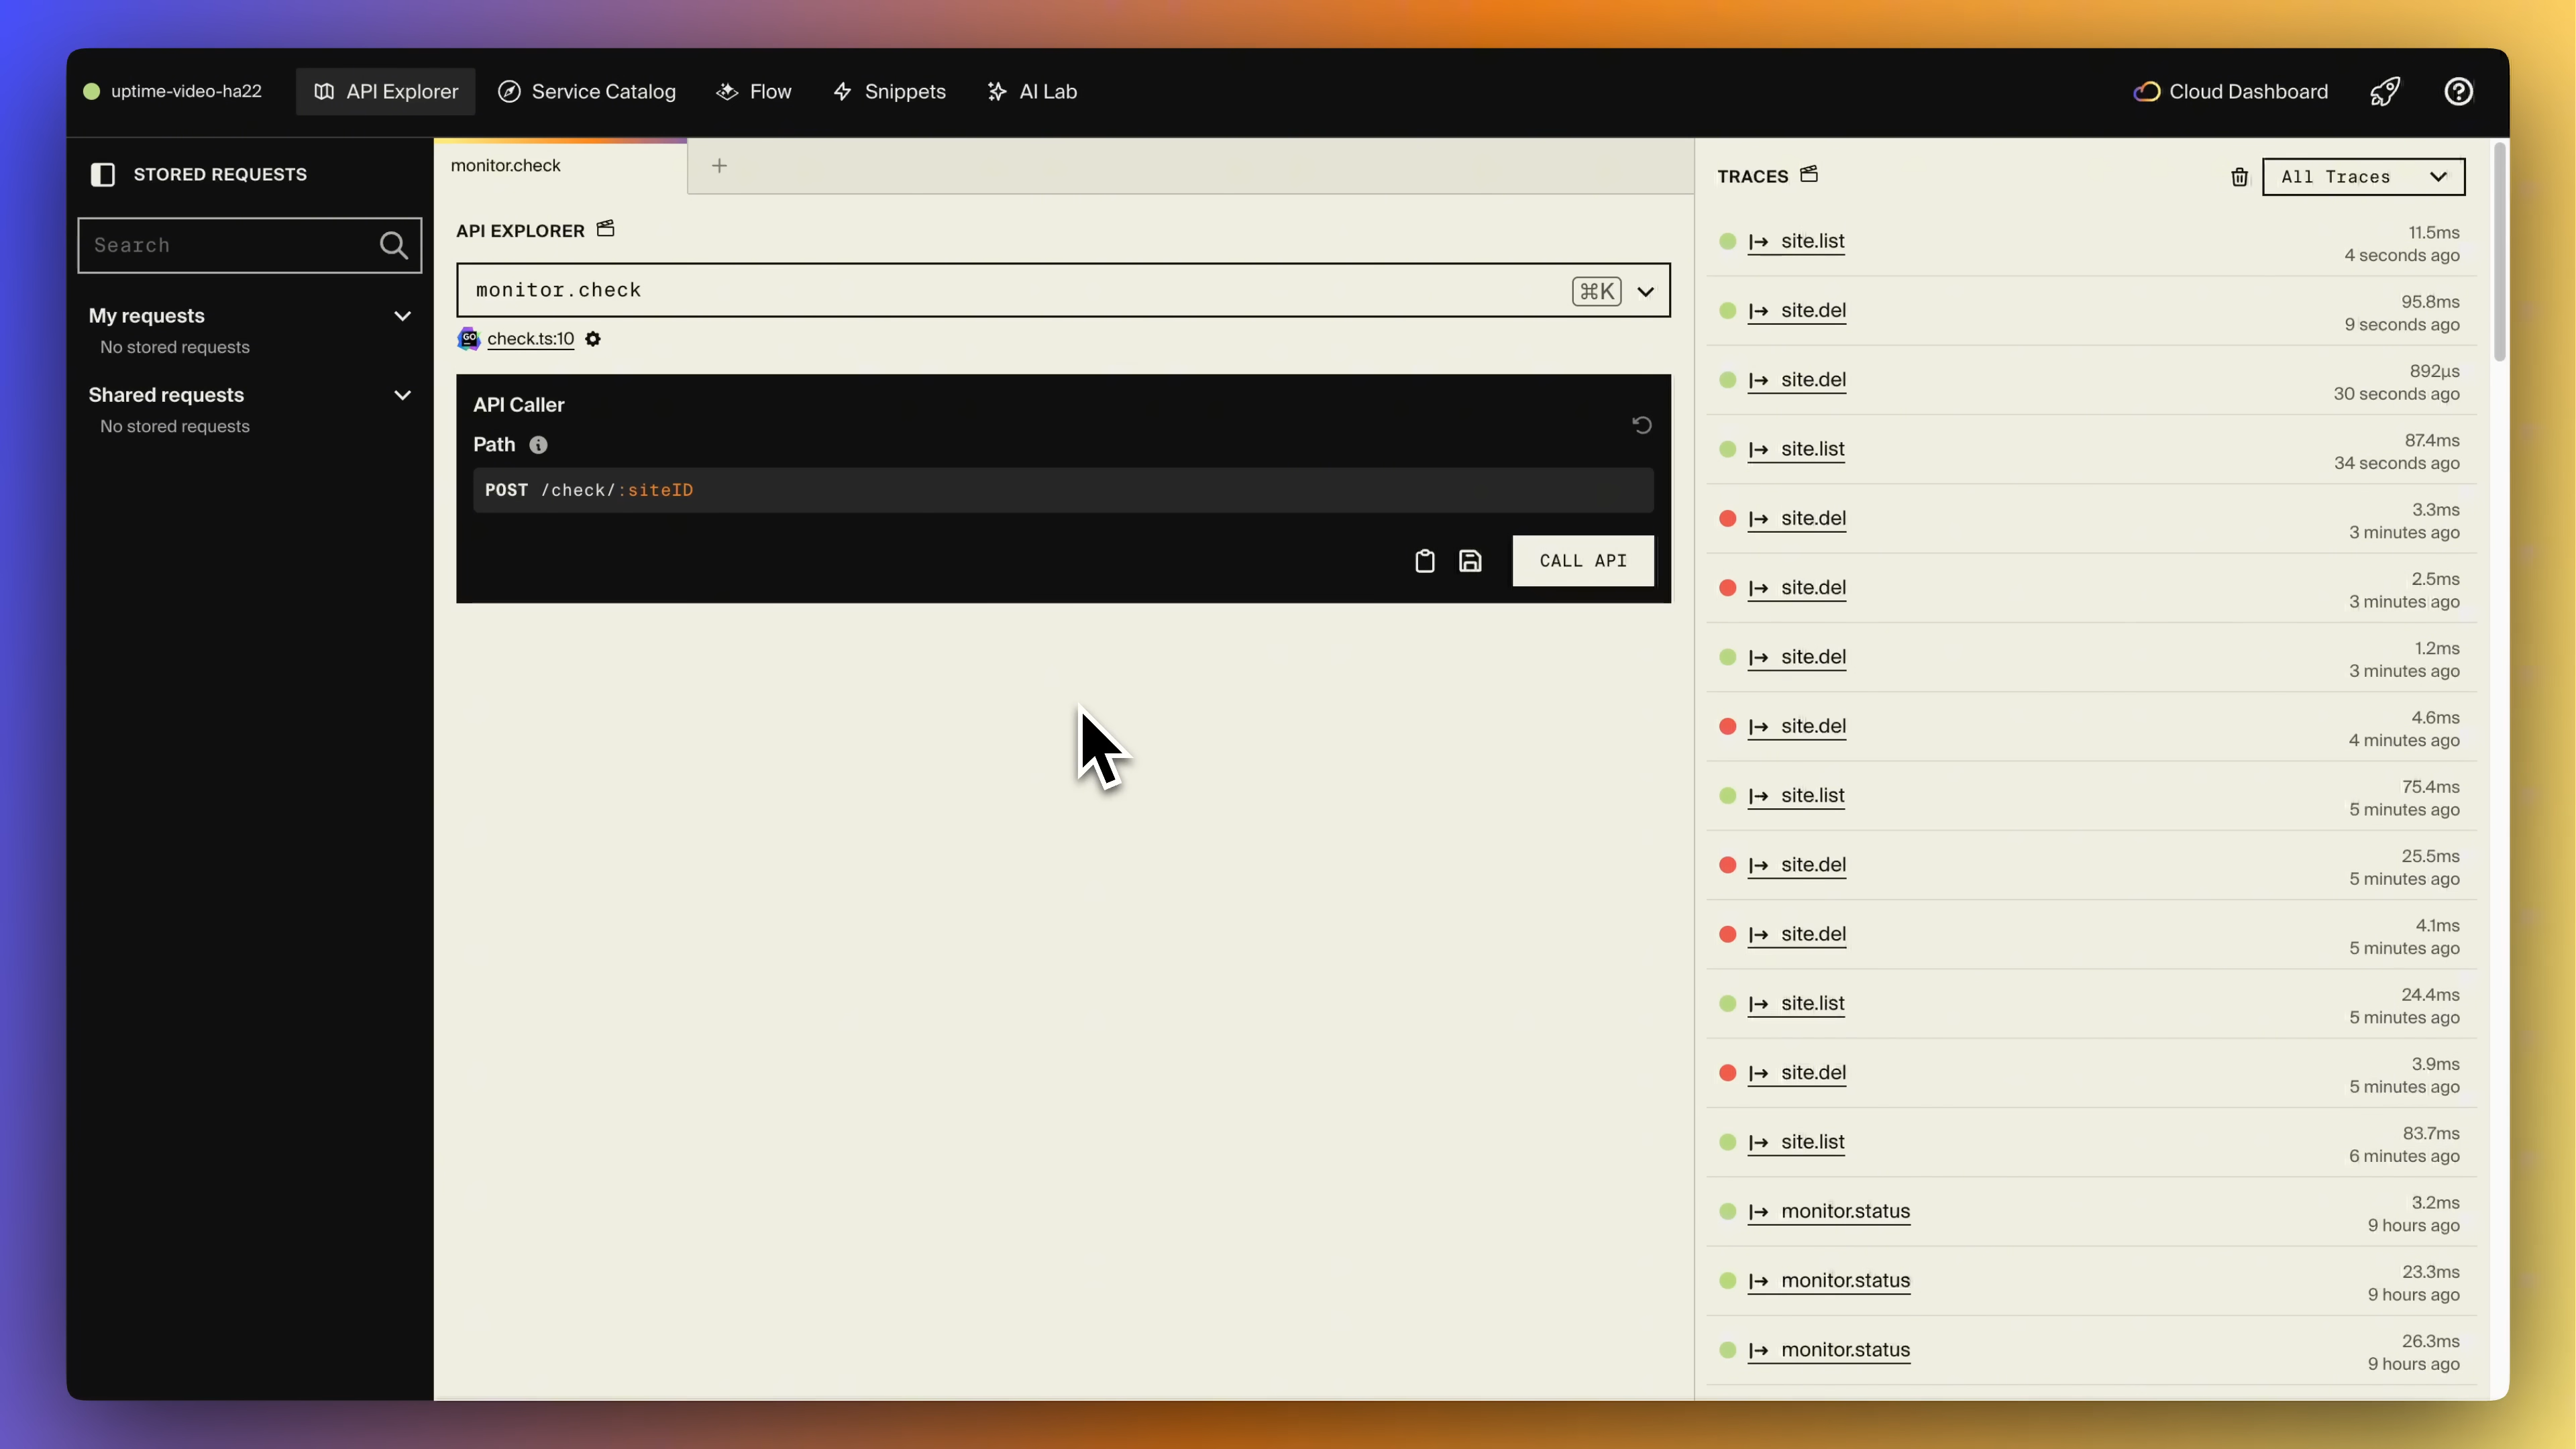 uptime-video-ha22
API Explorer
Service Catalog
Flow
Snippets
AI Lab
Cloud Dashboard
STORED REQUESTS
Search
My requests
No stored requests
Shared requests
No stored requests
monitor.check
API EXPLORER
monitor.check
⌘K
GO
check.ts:10
API Caller
Path
POST /check/:siteID
CALL API
TRACES
All Traces
site.list
11.5ms
4 seconds ago
site.del
95.8ms
9 seconds ago
site.del
892µs
30 seconds ago
site.list
87.4ms
34 seconds ago
site.del
3.3ms
3 minutes ago
site.del
2.5ms
3 minutes ago
site.del
1.2ms
3 minutes ago
site.del
4.6ms
4 minutes ago
site.list
75.4ms
5 minutes ago
site.del
25.5ms
5 minutes ago
site.del
4.1ms
5 minutes ago
site.list
24.4ms
5 minutes ago
site.del
3.9ms
5 minutes ago
site.list
83.7ms
6 minutes ago
monitor.status
3.2ms
9 hours ago
monitor.status
23.3ms
9 hours ago
monitor.status
26.3ms
9 hours ago